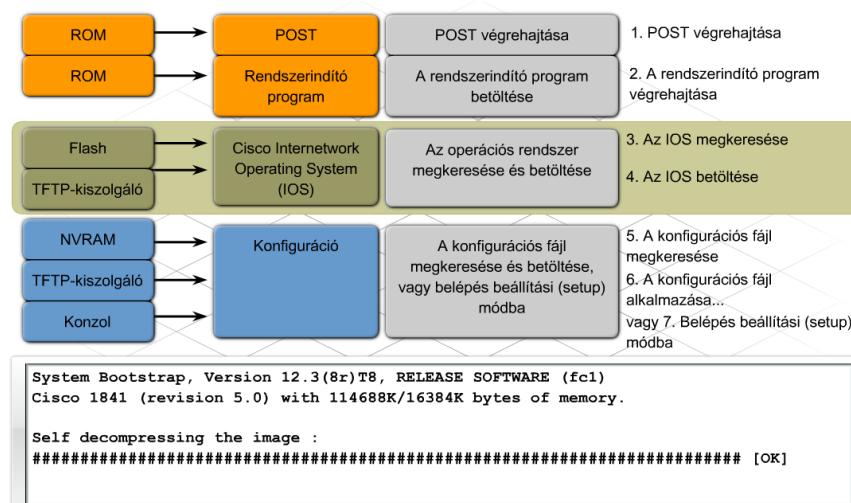 ROM
POST
POST végrehajtása
1. POST végrehajtása
ROM
Rendszerindító
program
A rendszerindító program
betöltése
2. A rendszerindító program
végrehajtása
Flash
TFTP-kiszolgáló
Cisco Internetwork
Operating System
(IOS)
Az operációs rendszer
megkeresése és betöltése
3. Az IOS megkeresése
4. Az IOS betöltése
NVRAM
TFTP-kiszolgáló
Konzol
Konfiguráció
A konfigurációs fájl
megkeresése és betöltése,
vagy belépés beállítási (setup)
módba
5. A konfigurációs fájl
megkeresése
6. A konfigurációs fájl
alkalmazása...
vagy 7. Belépés beállítási (setup)
módba
System Bootstrap, Version 12.3(8r)T8, RELEASE SOFTWARE (fc1)
Cisco 1841 (revision 5.0) with 114688K/16384K bytes of memory.
Self decompressing the image :
########################################################################## [OK]